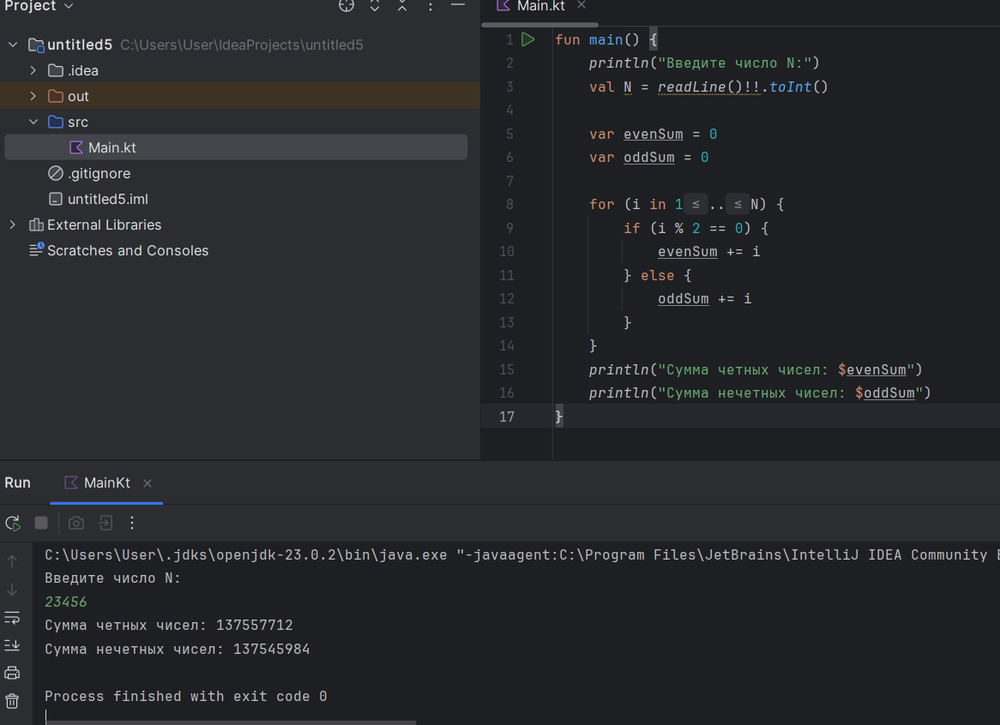 Project
untitled5 C:\Users\User\IdeaProjects\untitled5
.idea
out
src
Main.kt
.gitignore
untitled5.iml
External Libraries
Scratches and Consoles
Main.kt
1 fun main() {
2 println("Введите число N:")
3 val N = readLine()!!.toInt()
4
5 var evenSum = 0
6 var oddSum = 0
7
8 for (i in 1 ≤ .. ≤ N) {
9 if (i % 2 == 0) {
10 evenSum += i
11 } else {
12 oddSum += i
13 }
14 }
15 println("Сумма четных чисел: $evenSum")
16 println("Сумма нечетных чисел: $oddSum")
17 }
Run MainKt
C:\Users\User\.jdks\openjdk-23.0.2\bin\java.exe "-javaagent:C:\Program Files\JetBrains\IntelliJ IDEA Community
Введите число N:
23456
Сумма четных чисел: 137557712
Сумма нечетных чисел: 137545984
Process finished with exit code 0